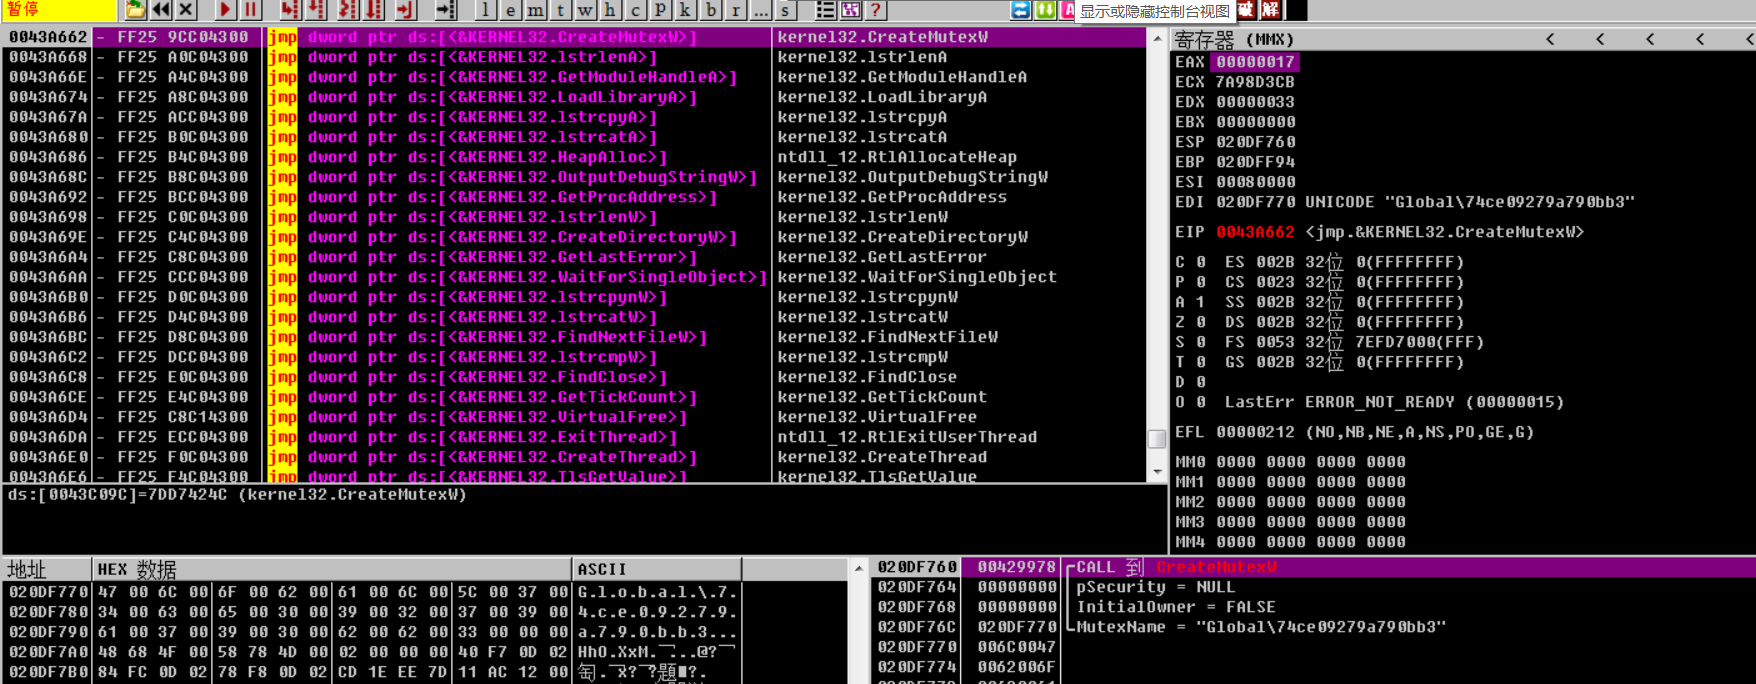 暂停
l e m t w h c p k b r ... s ?
显示或隐藏控制台视图
破 解
0043A662 - FF25 9CC04300 jmp dword ptr ds:[<&KERNEL32.CreateMutexW>] kernel32.CreateMutexW
0043A668 - FF25 A0C04300 jmp dword ptr ds:[<&KERNEL32.lstrlenA>] kernel32.lstrlenA
0043A66E - FF25 A4C04300 jmp dword ptr ds:[<&KERNEL32.GetModuleHandleA>] kernel32.GetModuleHandleA
0043A674 - FF25 A8C04300 jmp dword ptr ds:[<&KERNEL32.LoadLibraryA>] kernel32.LoadLibraryA
0043A67A - FF25 ACC04300 jmp dword ptr ds:[<&KERNEL32.lstrcpyA>] kernel32.lstrcpyA
0043A680 - FF25 B0C04300 jmp dword ptr ds:[<&KERNEL32.lstrcatA>] kernel32.lstrcatA
0043A686 - FF25 B4C04300 jmp dword ptr ds:[<&KERNEL32.HeapAlloc>] ntdll_12.RtlAllocateHeap
0043A68C - FF25 B8C04300 jmp dword ptr ds:[<&KERNEL32.OutputDebugStringW>] kernel32.OutputDebugStringW
0043A692 - FF25 BCC04300 jmp dword ptr ds:[<&KERNEL32.GetProcAddress>] kernel32.GetProcAddress
0043A698 - FF25 C0C04300 jmp dword ptr ds:[<&KERNEL32.lstrlenW>] kernel32.lstrlenW
0043A69E - FF25 C4C04300 jmp dword ptr ds:[<&KERNEL32.CreateDirectoryW>] kernel32.CreateDirectoryW
0043A6A4 - FF25 C8C04300 jmp dword ptr ds:[<&KERNEL32.GetLastError>] kernel32.GetLastError
0043A6AA - FF25 CCC04300 jmp dword ptr ds:[<&KERNEL32.WaitForSingleObject>] kernel32.WaitForSingleObject
0043A6B0 - FF25 D0C04300 jmp dword ptr ds:[<&KERNEL32.lstrcpynW>] kernel32.lstrcpynW
0043A6B6 - FF25 D4C04300 jmp dword ptr ds:[<&KERNEL32.lstrcatW>] kernel32.lstrcatW
0043A6BC - FF25 D8C04300 jmp dword ptr ds:[<&KERNEL32.FindNextFileW>] kernel32.FindNextFileW
0043A6C2 - FF25 DCC04300 jmp dword ptr ds:[<&KERNEL32.lstrcmpW>] kernel32.lstrcmpW
0043A6C8 - FF25 E0C04300 jmp dword ptr ds:[<&KERNEL32.FindClose>] kernel32.FindClose
0043A6CE - FF25 E4C04300 jmp dword ptr ds:[<&KERNEL32.GetTickCount>] kernel32.GetTickCount
0043A6D4 - FF25 C8C14300 jmp dword ptr ds:[<&KERNEL32.VirtualFree>] kernel32.VirtualFree
0043A6DA - FF25 ECC04300 jmp dword ptr ds:[<&KERNEL32.ExitThread>] ntdll_12.RtlExitUserThread
0043A6E0 - FF25 F0C04300 jmp dword ptr ds:[<&KERNEL32.CreateThread>] kernel32.CreateThread
0043A6E6 - FF25 F4C04300 jmp dword ptr ds:[<&KERNEL32.TlsGetValue>] kernel32.TlsGetValue
ds:[0043C09C]=7DD7424C (kernel32.CreateMutexW)
寄存器 (MMX) < < < < <
EAX 00000017
ECX 7A98D3CB
EDX 00000033
EBX 00000000
ESP 020DF760
EBP 020DFF94
ESI 00080000
EDI 020DF770 UNICODE "Global\74ce09279a790bb3"
EIP 0043A662 <jmp.&KERNEL32.CreateMutexW>
C 0 ES 002B 32位 0(FFFFFFFF)
P 0 CS 0023 32位 0(FFFFFFFF)
A 1 SS 002B 32位 0(FFFFFFFF)
Z 0 DS 002B 32位 0(FFFFFFFF)
S 0 FS 0053 32位 7EFD7000(FFF)
T 0 GS 002B 32位 0(FFFFFFFF)
D 0
O 0 LastErr ERROR_NOT_READY (00000015)
EFL 00000212 (NO,NB,NE,A,NS,PO,GE,G)
MM0 0000 0000 0000 0000
MM1 0000 0000 0000 0000
MM2 0000 0000 0000 0000
MM3 0000 0000 0000 0000
MM4 0000 0000 0000 0000
地址 HEX 数据 ASCII
020DF770 47 00 6C 00 6F 00 62 00 61 00 6C 00 5C 00 37 00 G.l.o.b.a.l.\.7.
020DF780 34 00 63 00 65 00 30 00 39 00 32 00 37 00 39 00 4.c.e.0.9.2.7.9.
020DF790 61 00 37 00 39 00 30 00 62 00 62 00 33 00 00 00 a.7.9.0.b.b.3...
020DF7A0 48 68 4F 00 58 78 4D 00 02 00 00 00 40 F7 0D 02
020DF7B0 84 FC 0D 02 78 F8 0D 02 CD 1E EE 7D 11 AC 12 00
020DF760 00429978 CALL 到 CreateMutexW
020DF764 00000000 pSecurity = NULL
020DF768 00000000 InitialOwner = FALSE
020DF76C 020DF770 MutexName = "Global\74ce09279a790bb3"
020DF770 006C0047
020DF774 0062006F